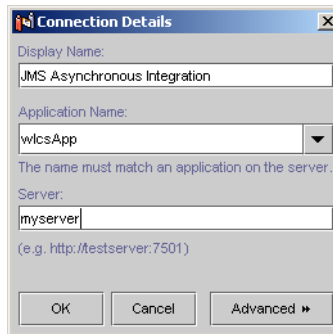 Connection Details
Display Name:
JMS Asynchronous Integration
Application Name:
wlcsApp
The name must match an application on the server.
Server:
myserver
(e.g. http://testserver:7501)
OK Cancel Advanced